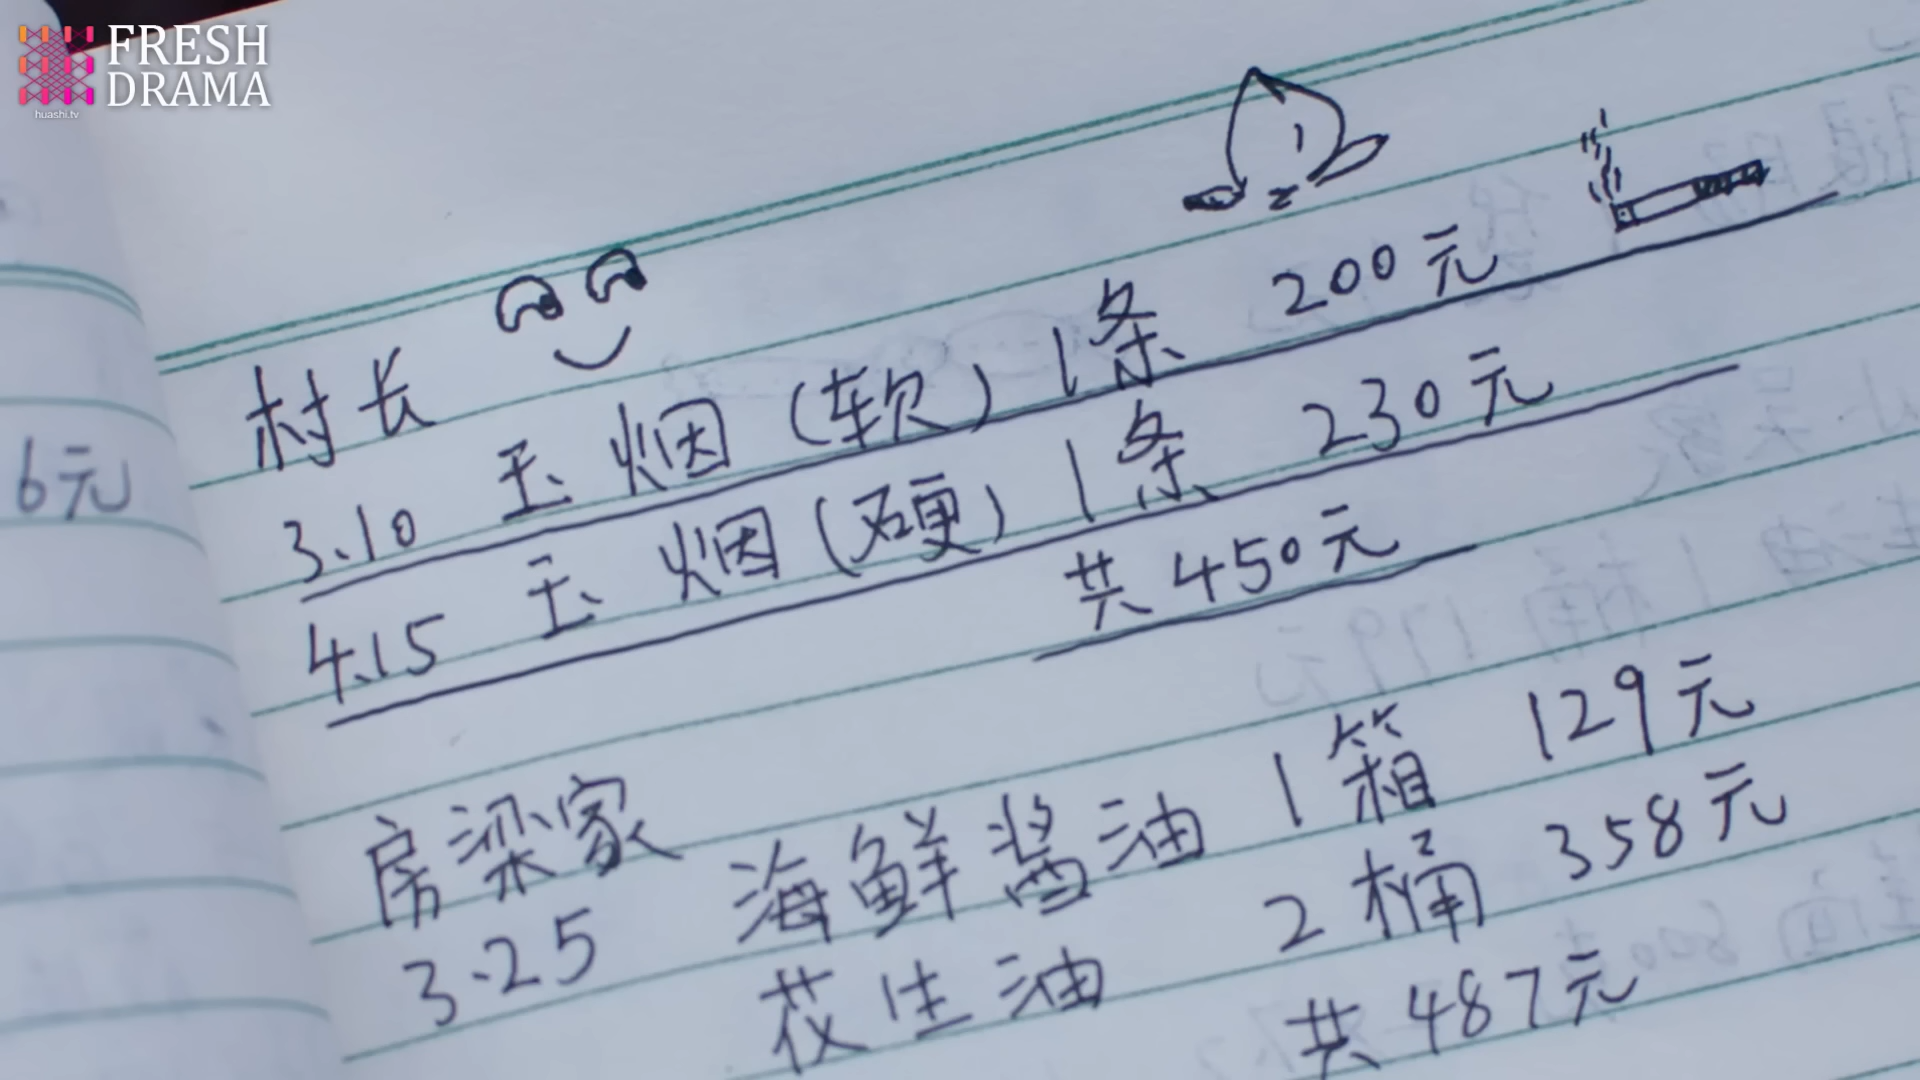 FRESH
DRAMA
huashi.tv
6元
村长
3.10 玉烟(软) 1条 200元
4.15 玉烟(硬) 1条 230元
共450元
房梁家
3.25 海鲜酱油 1箱 129元
花生油 2桶 358元
共487元